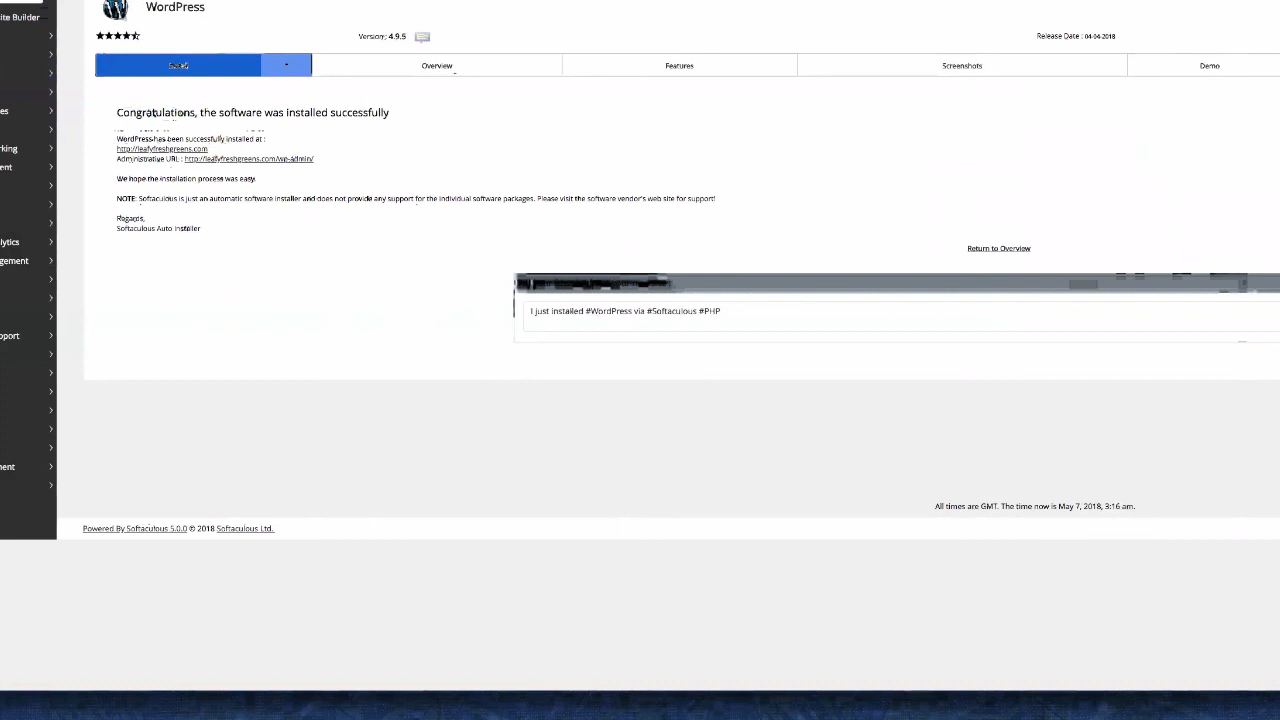 WordPress
ite Builder
Version: 4.9.5
Release Date : 04-04-2018
Install
Overview
Features
Screenshots
Demo
Congratulations, the software was installed successfully
WordPress has been successfully installed at :
http://leafyfreshgreens.com
Administrative URL : http://leafyfreshgreens.com/wp-admin/
We hope the installation process was easy.
NOTE: Softaculous is just an automatic software installer and does not provide any support for the individual software packages. Please visit the software vendor's web site for support!
Regards,
Softaculous Auto Installer
Return to Overview
I just installed #WordPress via #Softaculous #PHP
es
rking
ent
lytics
gement
pport
ment
All times are GMT. The time now is May 7, 2018, 3:16 am.
Powered By Softaculous 5.0.0 © 2018 Softaculous Ltd.